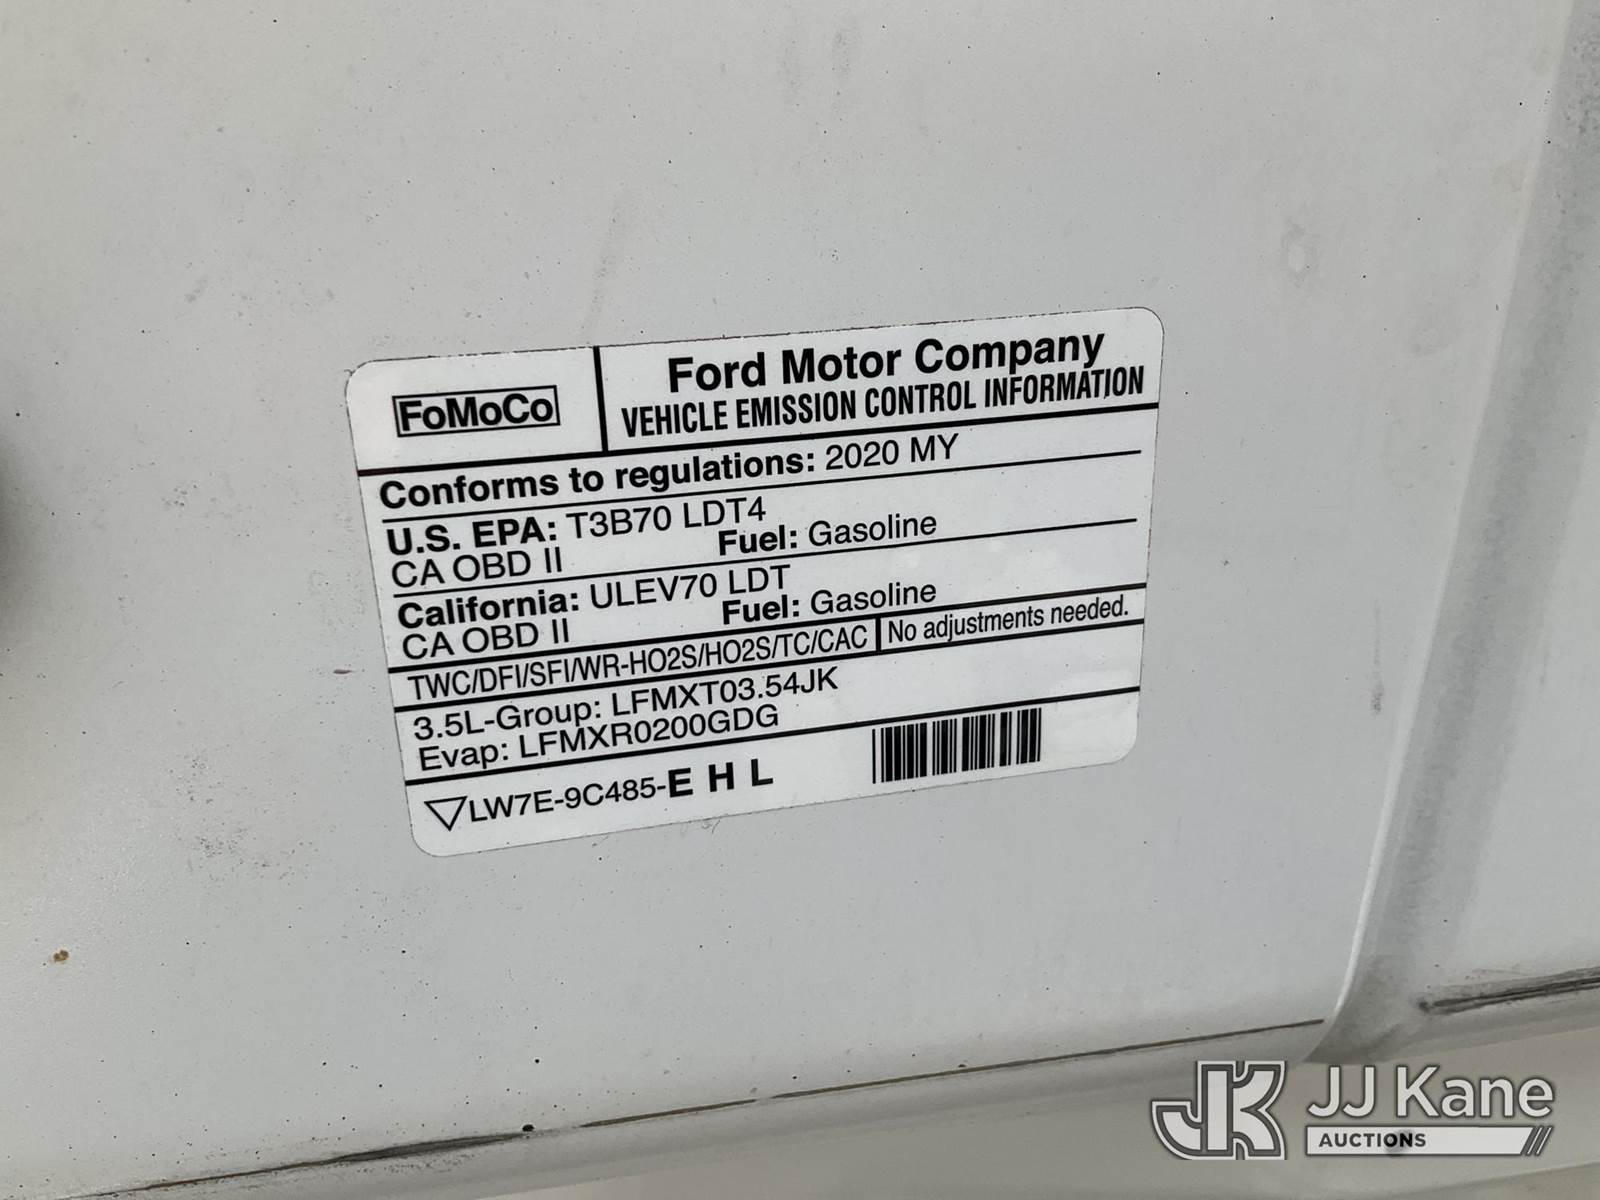 FoMoCo
Ford Motor Company
VEHICLE EMISSION CONTROL INFORMATION
Conforms to regulations: 2020 MY
U.S. EPA: T3B70 LDT4
CA OBD II Fuel: Gasoline
California: ULEV70 LDT
CA OBD II Fuel: Gasoline
TWC/DFI/SFI/WR-HO2S/HO2S/TC/CAC No adjustments needed.
3.5L-Group: LFMXT03.54JK
Evap: LFMXR0200GDG
LW7E-9C485-E H L
JK JJ Kane
AUCTIONS